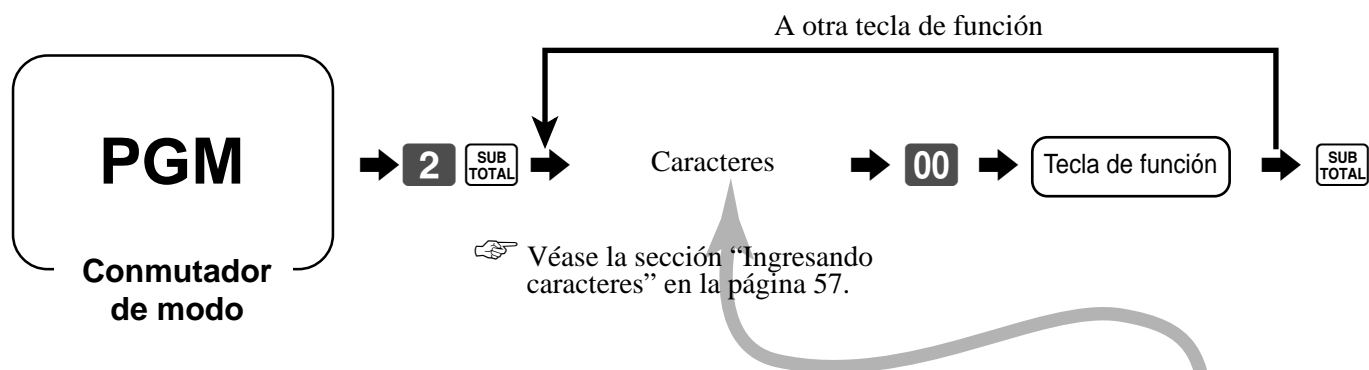 A otra tecla de función
PGM
2 SUB TOTAL Caracteres 00 Tecla de función SUB TOTAL
☞ Véase la sección “Ingresando
caracteres” en la página 57.
Conmutador
de modo